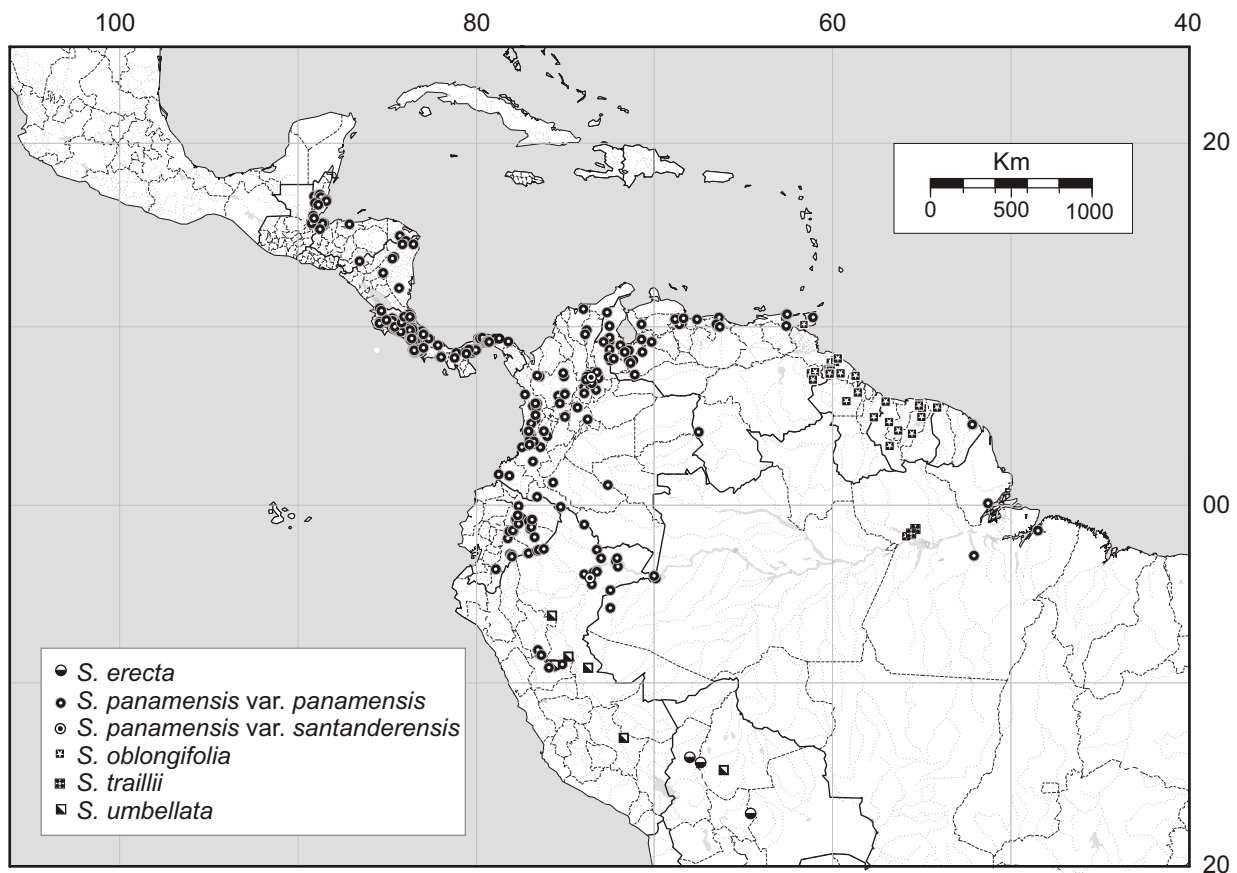 100 80 60 40
20
Km
0 500 1000
00
S. erecta
S. panamensis var. panamensis
S. panamensis var. santanderensis
S. oblongifolia
S. traillii
S. umbellata
20